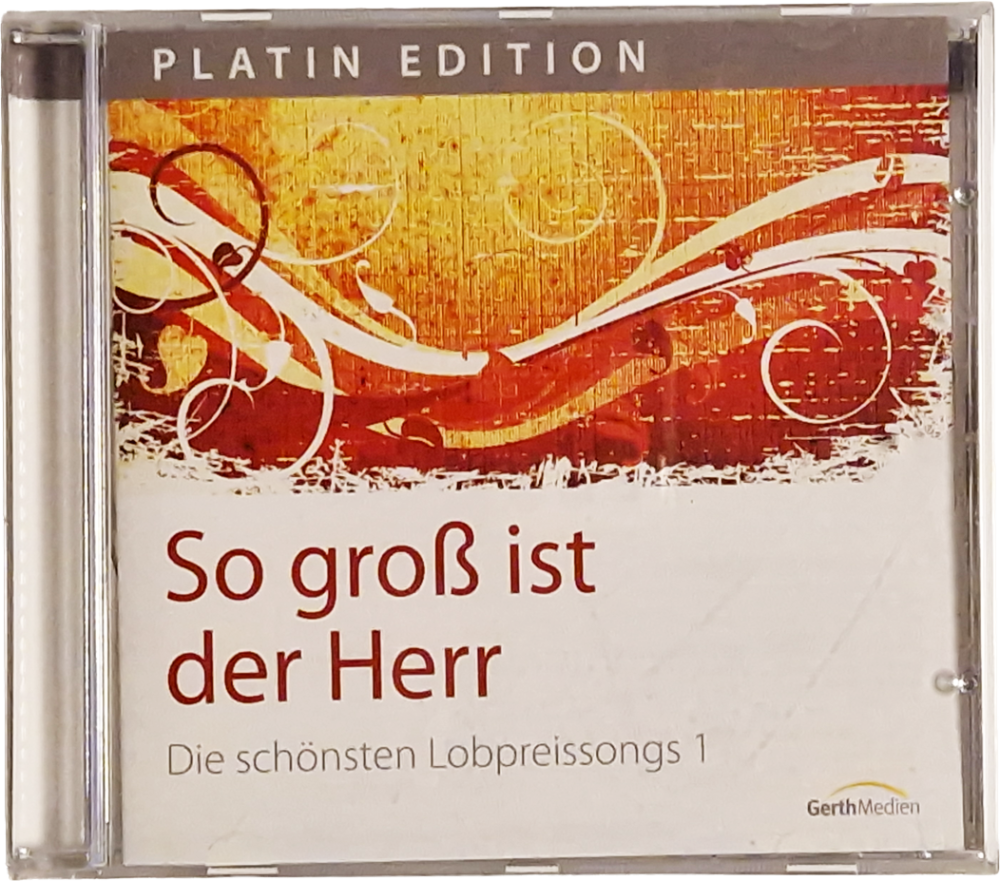 PLATIN EDITION
So groß ist
der Herr
Die schönsten Lobpreissongs 1
GerthMedien